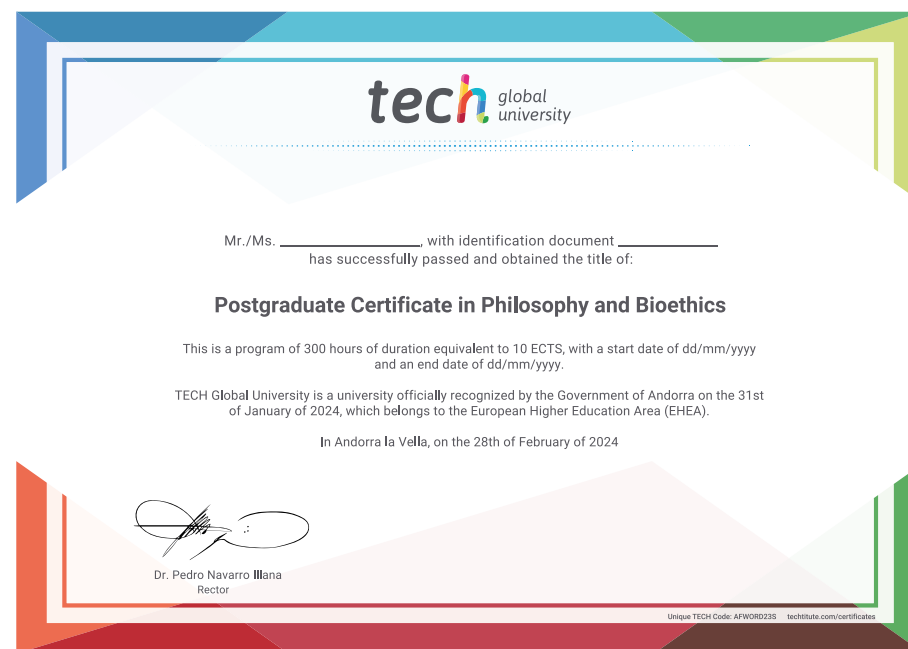 tech global university
Mr./Ms. ____________, with identification document ____________
has successfully passed and obtained the title of:
Postgraduate Certificate in Philosophy and Bioethics
This is a program of 300 hours of duration equivalent to 10 ECTS, with a start date of dd/mm/yyyy
and an end date of dd/mm/yyyy.
TECH Global University is a university officially recognized by the Government of Andorra on the 31st
of January of 2024, which belongs to the European Higher Education Area (EHEA).
In Andorra la Vella, on the 28th of February of 2024
Dr. Pedro Navarro Illana
Rector
Unique TECH Code: AFWORD23S techtitute.com/certificates